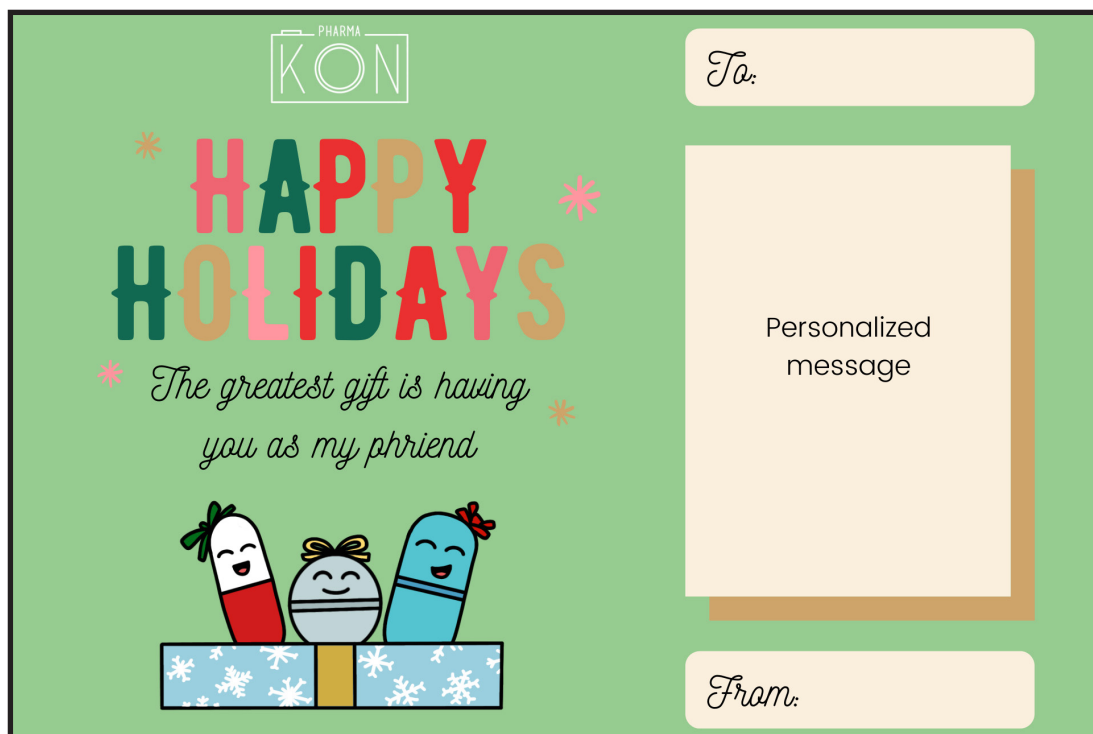 PHARMA
KON
HAPPY
HOLIDAYS
The greatest gift is having
you as my phriend
To:
Personalized
message
From: